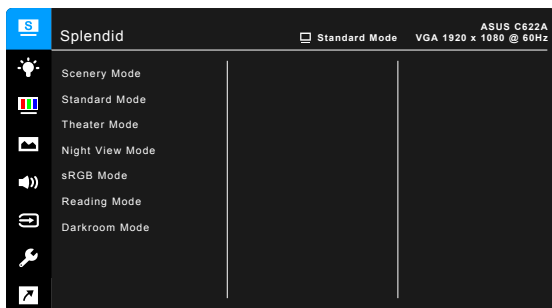 S
ASUS C622A
Splendid
Standard Mode
VGA 1920 x 1080 @ 60Hz
Scenery Mode
Standard Mode
Theater Mode
Night View Mode
sRGB Mode
Reading Mode
Darkroom Mode